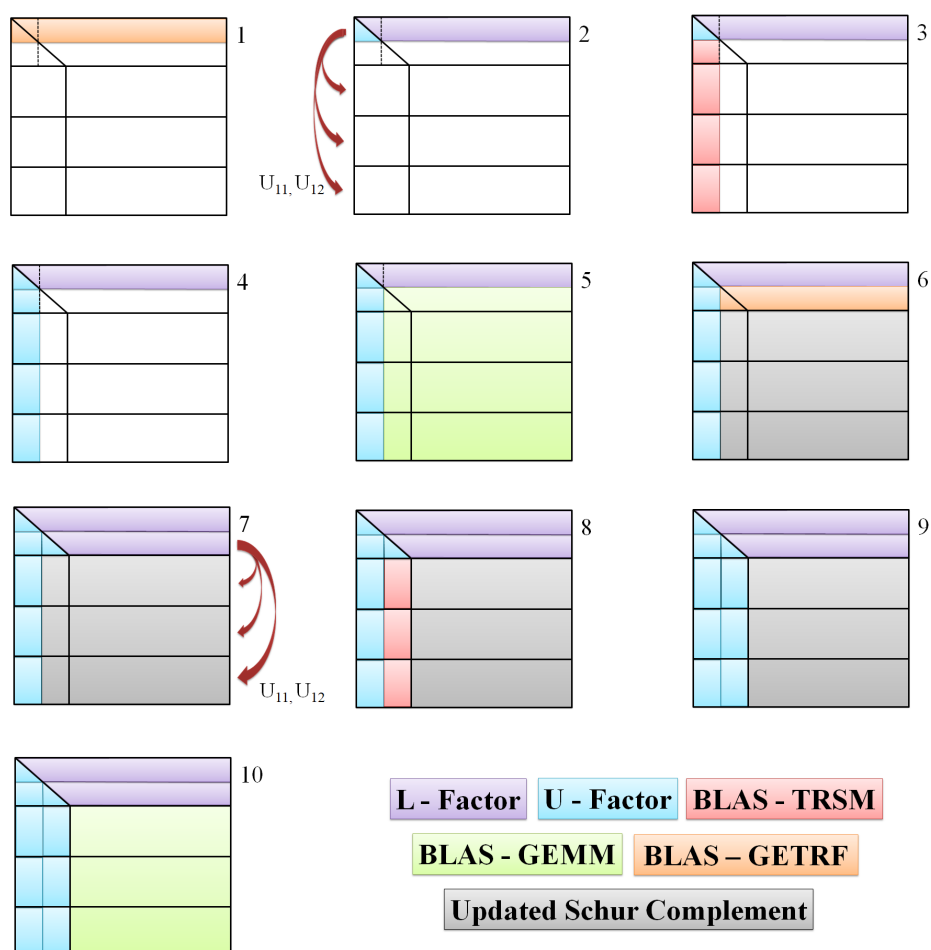 1
2
3
U11, U12
4
5
6
7
8
9
U11, U12
10
L - Factor
U - Factor
BLAS - TRSM
BLAS - GEMM
BLAS – GETRF
Updated Schur Complement